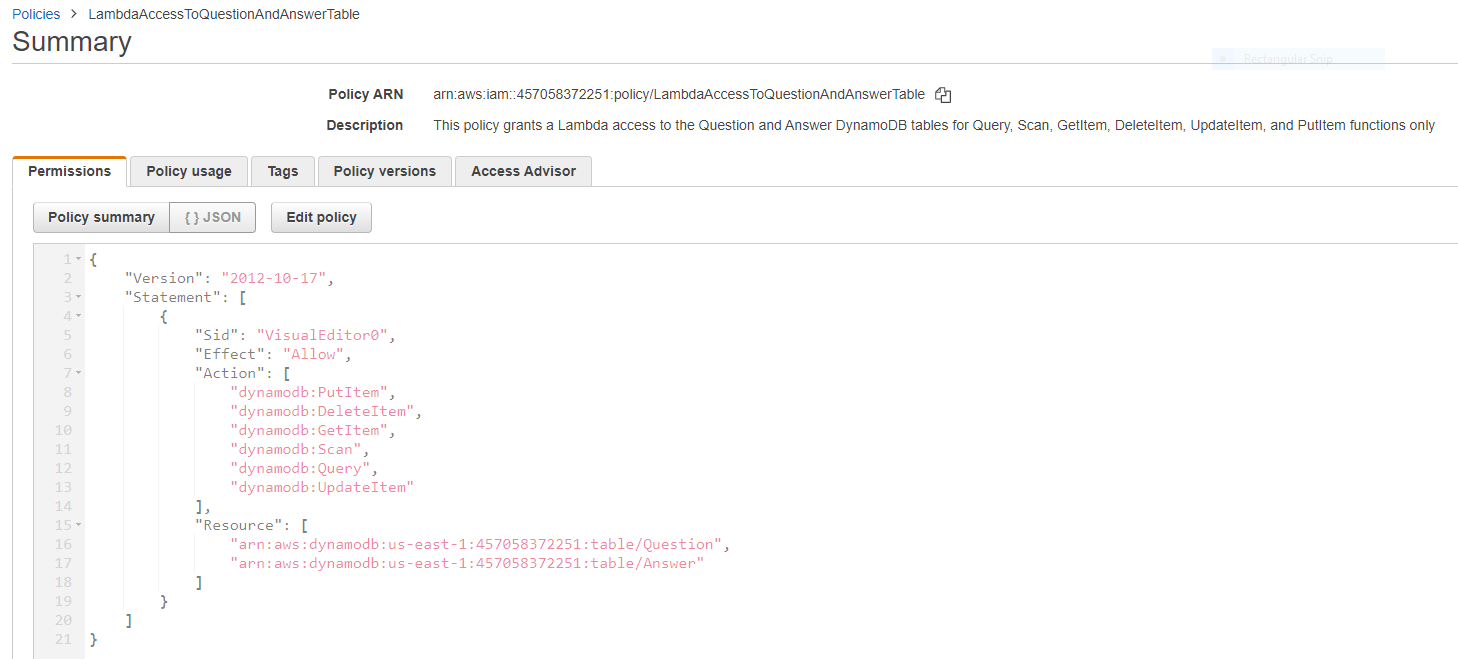 Policies > LambdaAccessToQuestionAndAnswerTable
Summary
Rectangular Snip
Policy ARN arn:aws:iam::457058372251:policy/LambdaAccessToQuestionAndAnswerTable
Description This policy grants a Lambda access to the Question and Answer DynamoDB tables for Query, Scan, GetItem, DeleteItem, UpdateItem, and PutItem functions only
Permissions Policy usage Tags Policy versions Access Advisor
Policy summary { } JSON Edit policy
1 {
2 "Version": "2012-10-17",
3 "Statement": [
4 {
5 "Sid": "VisualEditor0",
6 "Effect": "Allow",
7 "Action": [
8 "dynamodb:PutItem",
9 "dynamodb:DeleteItem",
10 "dynamodb:GetItem",
11 "dynamodb:Scan",
12 "dynamodb:Query",
13 "dynamodb:UpdateItem"
14 ],
15 "Resource": [
16 "arn:aws:dynamodb:us-east-1:457058372251:table/Question",
17 "arn:aws:dynamodb:us-east-1:457058372251:table/Answer"
18 ]
19 }
20 ]
21 }